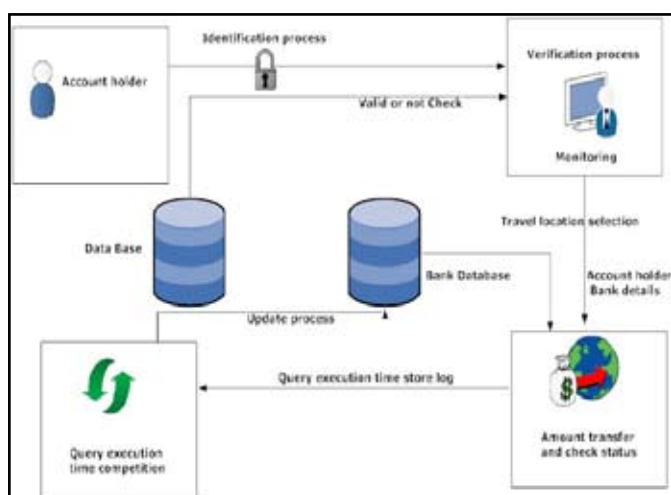 Identification process
Account holder
Verification process
Valid or not Check
Monitoring
Travel location selection
Data Base
Bank Database
Account holder
Bank details
Update process
Query execution time store log
$
Query execution
time competition
Amount transfer
and check status